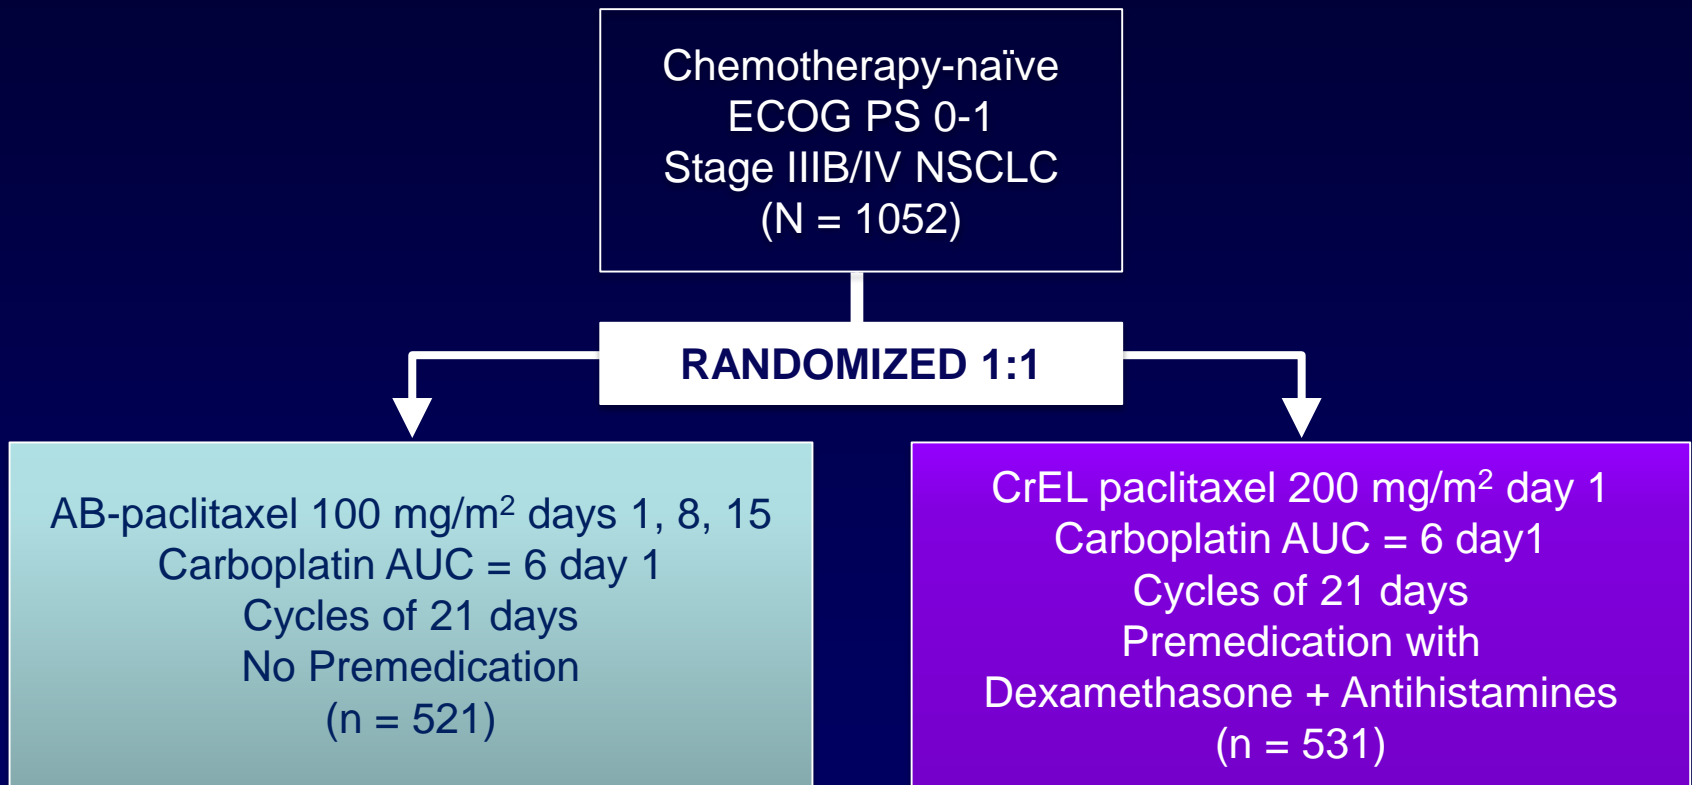 Chemotherapy-naïve
ECOG PS 0-1
Stage IIIB/IV NSCLC
(N = 1052)
RANDOMIZED 1:1
AB-paclitaxel 100 mg/m² days 1, 8, 15
Carboplatin AUC = 6 day 1
Cycles of 21 days
No Premedication
(n = 521)
CrEL paclitaxel 200 mg/m² day 1
Carboplatin AUC = 6 day1
Cycles of 21 days
Premedication with
Dexamethasone + Antihistamines
(n = 531)